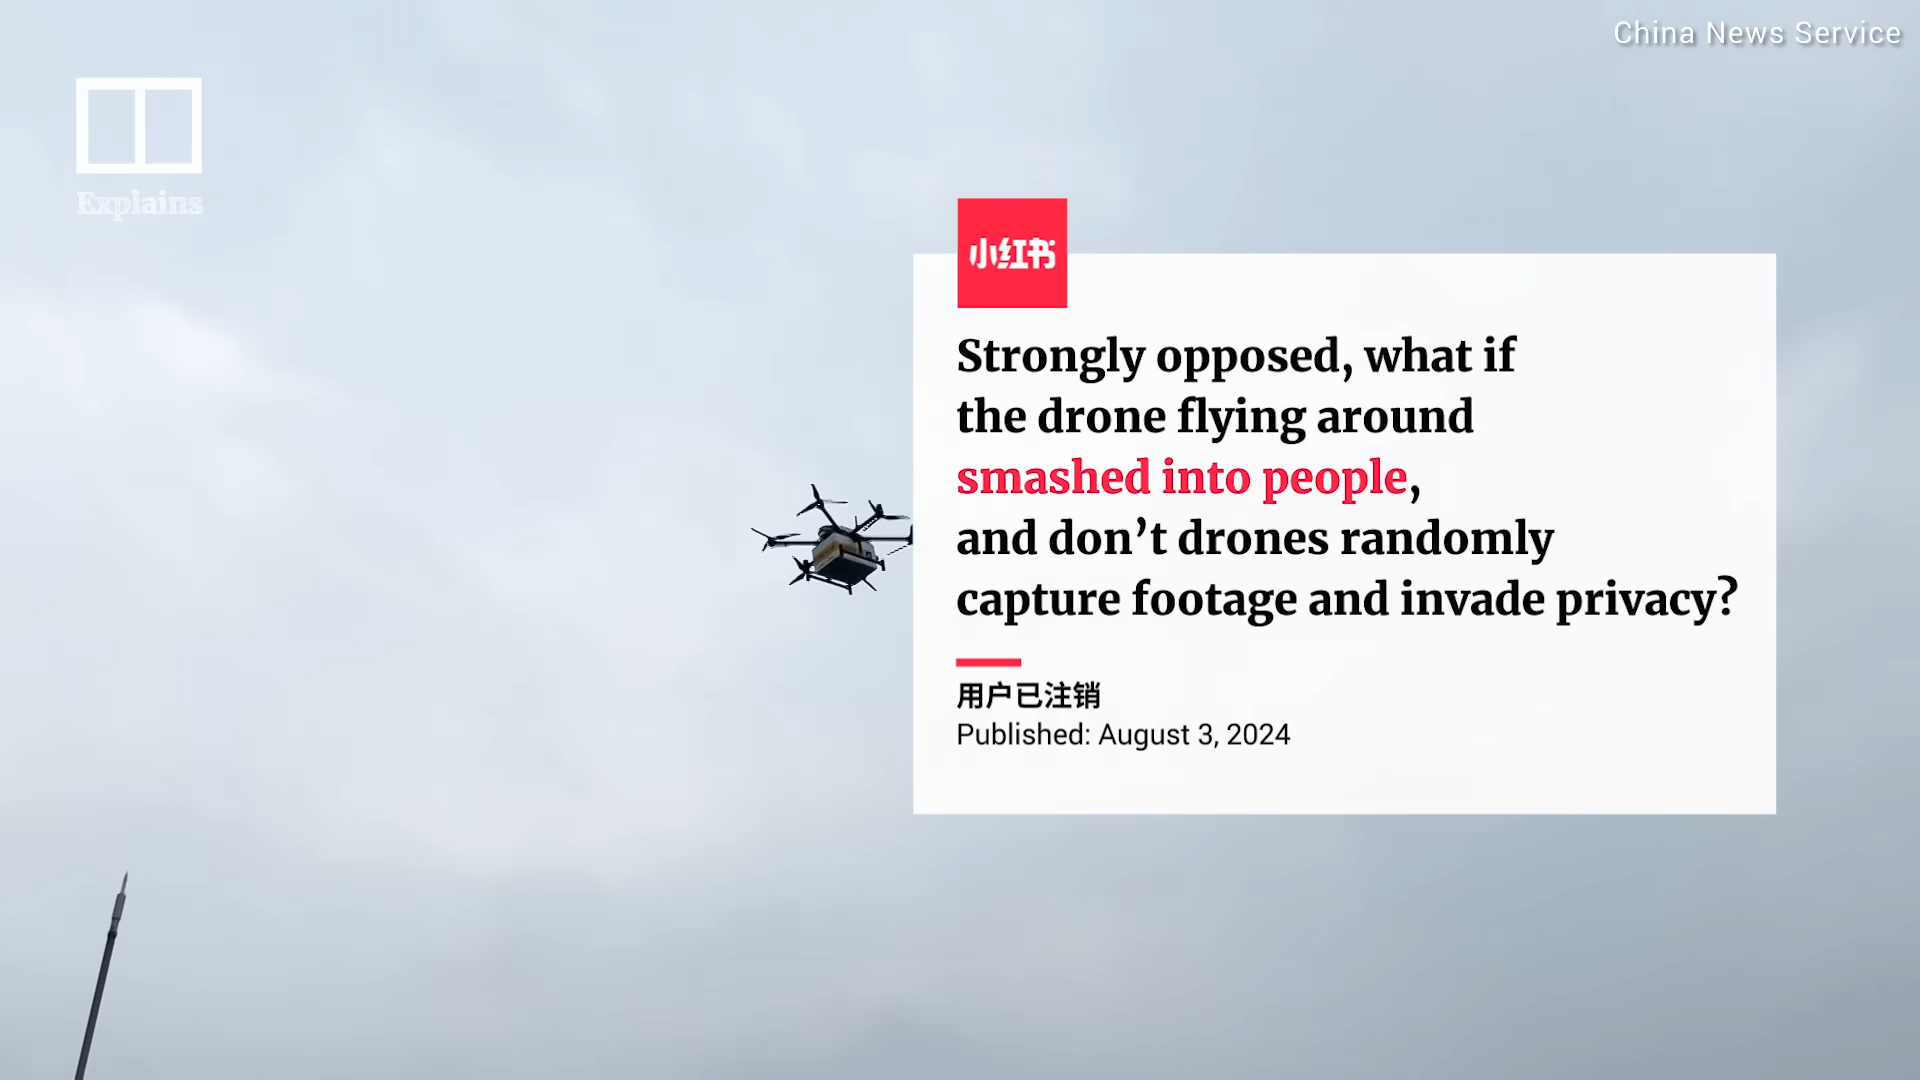 China News Service
Explains
小红书
Strongly opposed, what if
the drone flying around
smashed into people,
and don’t drones randomly
capture footage and invade privacy?
用户已注销
Published: August 3, 2024